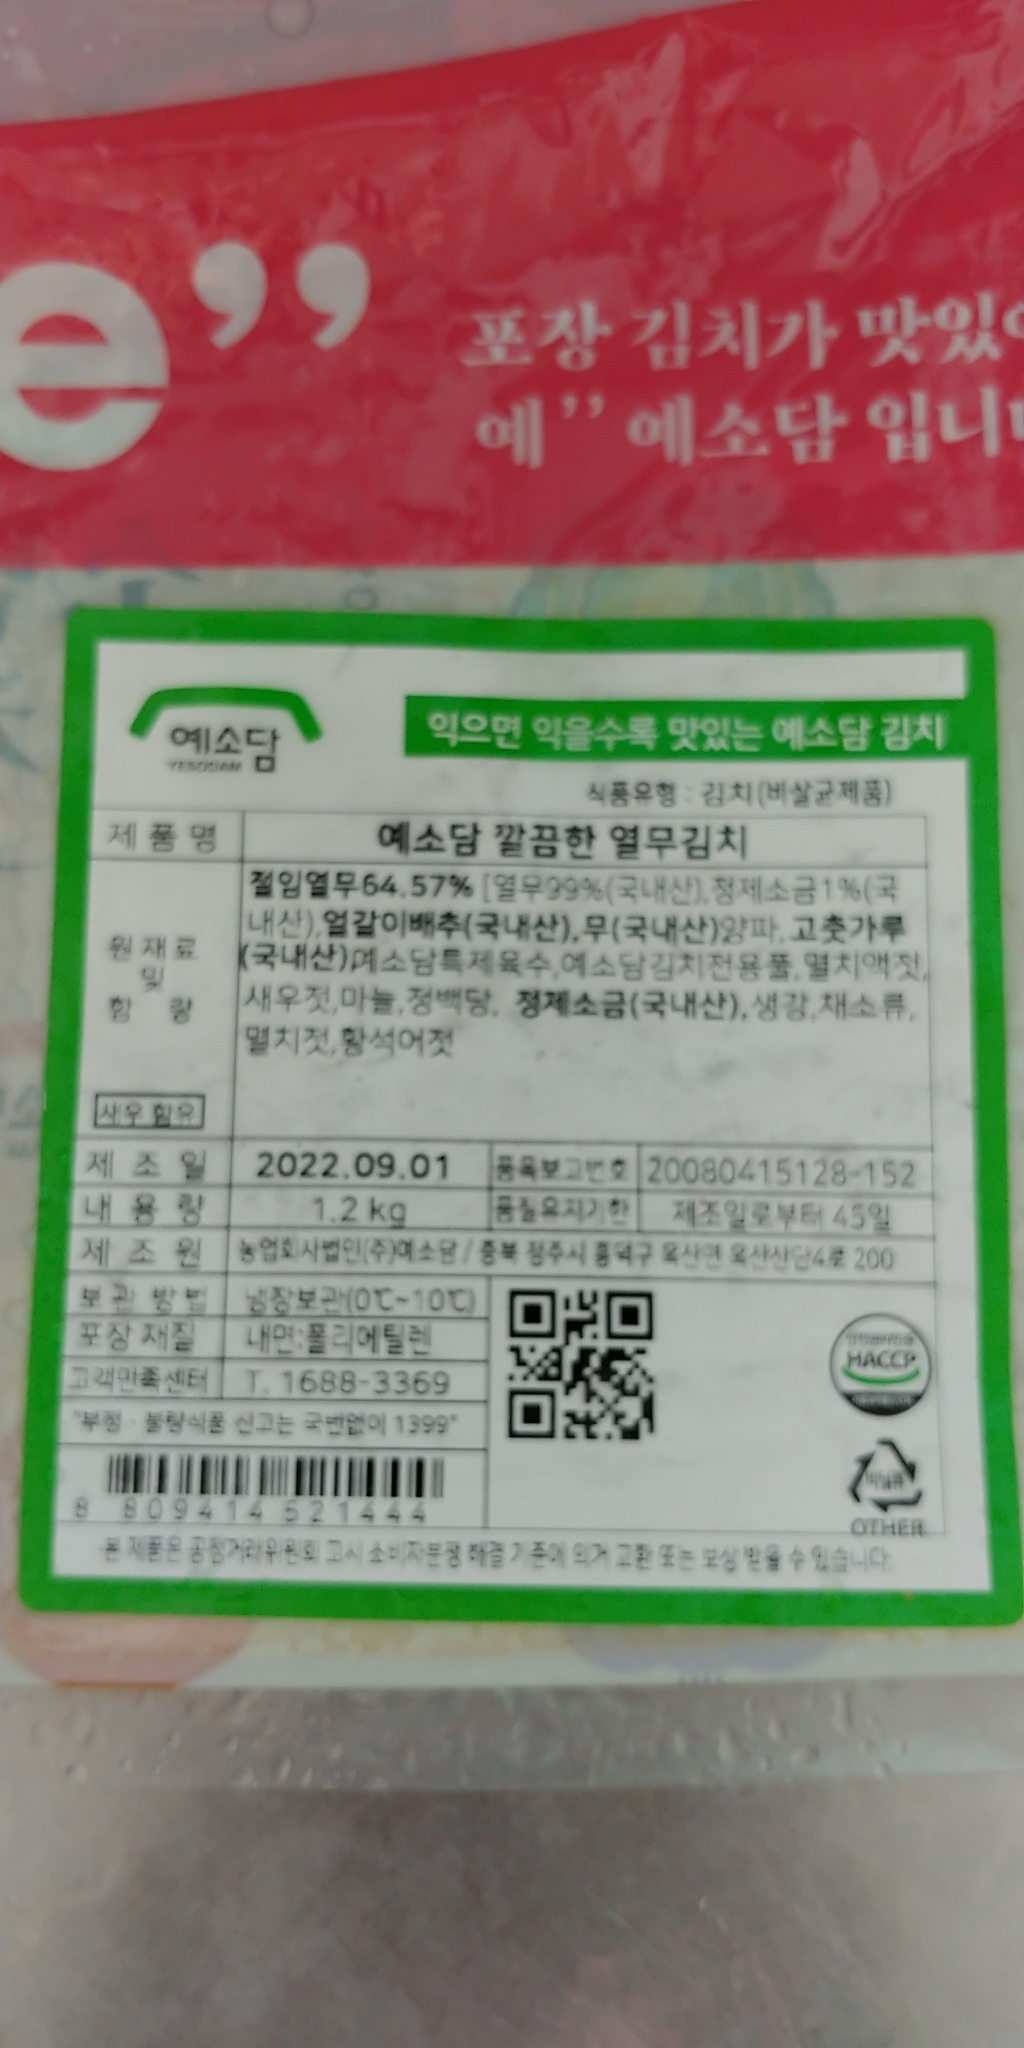 e”
포장 김치가 맛있
예” 예소담 입니
예소담
YESODAM
익으면 익을수록 맛있는 예소담 김치
식품유형 : 김치(비살균제품)
제품명 예소담 깔끔한 열무김치
원재료 및 함량
절임열무64.57% [열무99%(국내산),정제소금1%(국
내산),얼갈이배추(국내산),무(국내산)양파, 고춧가루
(국내산)예소담특제육수,예소담김치전용풀,멸치액젓,
새우젓,마늘,정백당, 정제소금(국내산),생강,채소류,
멸치젓,황석어젓
새우 함유
제조일 2022.09.01 품목보고번호 20080415128-152
내용량 1.2 kg 품질유지기한 제조일로부터 45일
제조원 농업회사법인(주)예소담 / 충북 청주시 흥덕구 옥산면 옥산산단4로 200
보관방법 냉장보관(0℃~10℃)
포장재질 내면:폴리에틸렌
고객만족센터 T. 1688-3369
"부정·불량식품 신고는 국번없이 1399"
8 809414 521444
HACCP
비닐류
OTHER
본 제품은 공정거래위원회 고시 소비자분쟁 해결 기준에 의거 교환 또는 보상 받을 수 있습니다.